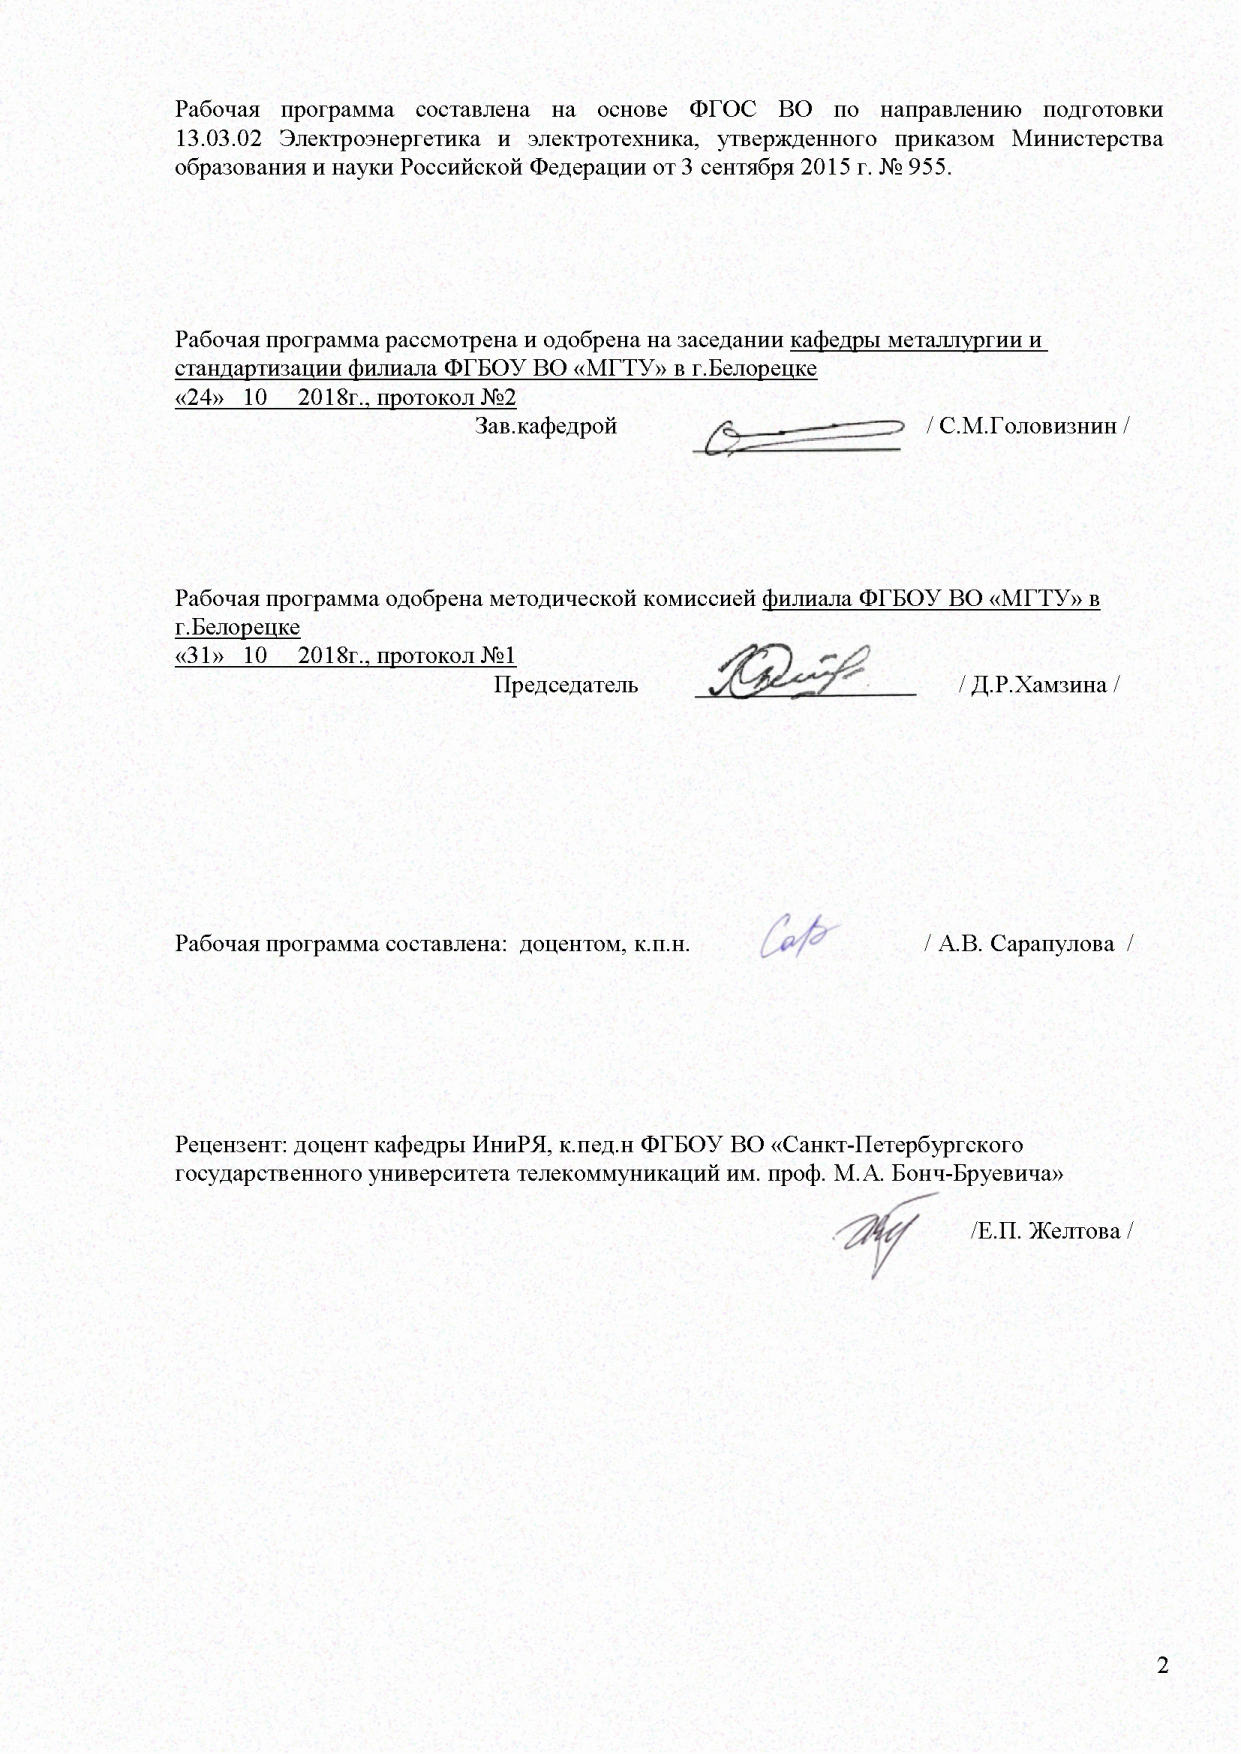 Рабочая программа составлена на основе ФГОС ВО по направлению подготовки
13.03.02 Электроэнергетика и электротехника, утвержденного приказом Министерства
образования и науки Российской Федерации от 3 сентября 2015 г. № 955.
Рабочая программа рассмотрена и одобрена на заседании кафедры металлургии и
стандартизации филиала ФГБОУ ВО «МГТУ» в г.Белорецке
«24» 10 2018г., протокол №2
Зав.кафедрой / С.М.Головизнин /
Рабочая программа одобрена методической комиссией филиала ФГБОУ ВО «МГТУ» в
г.Белорецке
«31» 10 2018г., протокол №1
Председатель / Д.Р.Хамзина /
Рабочая программа составлена: доцентом, к.п.н. / А.В. Сарапулова /
Рецензент: доцент кафедры ИниРЯ, к.пед.н ФГБОУ ВО «Санкт-Петербургского
государственного университета телекоммуникаций им. проф. М.А. Бонч-Бруевича»
/Е.П. Желтова /
2